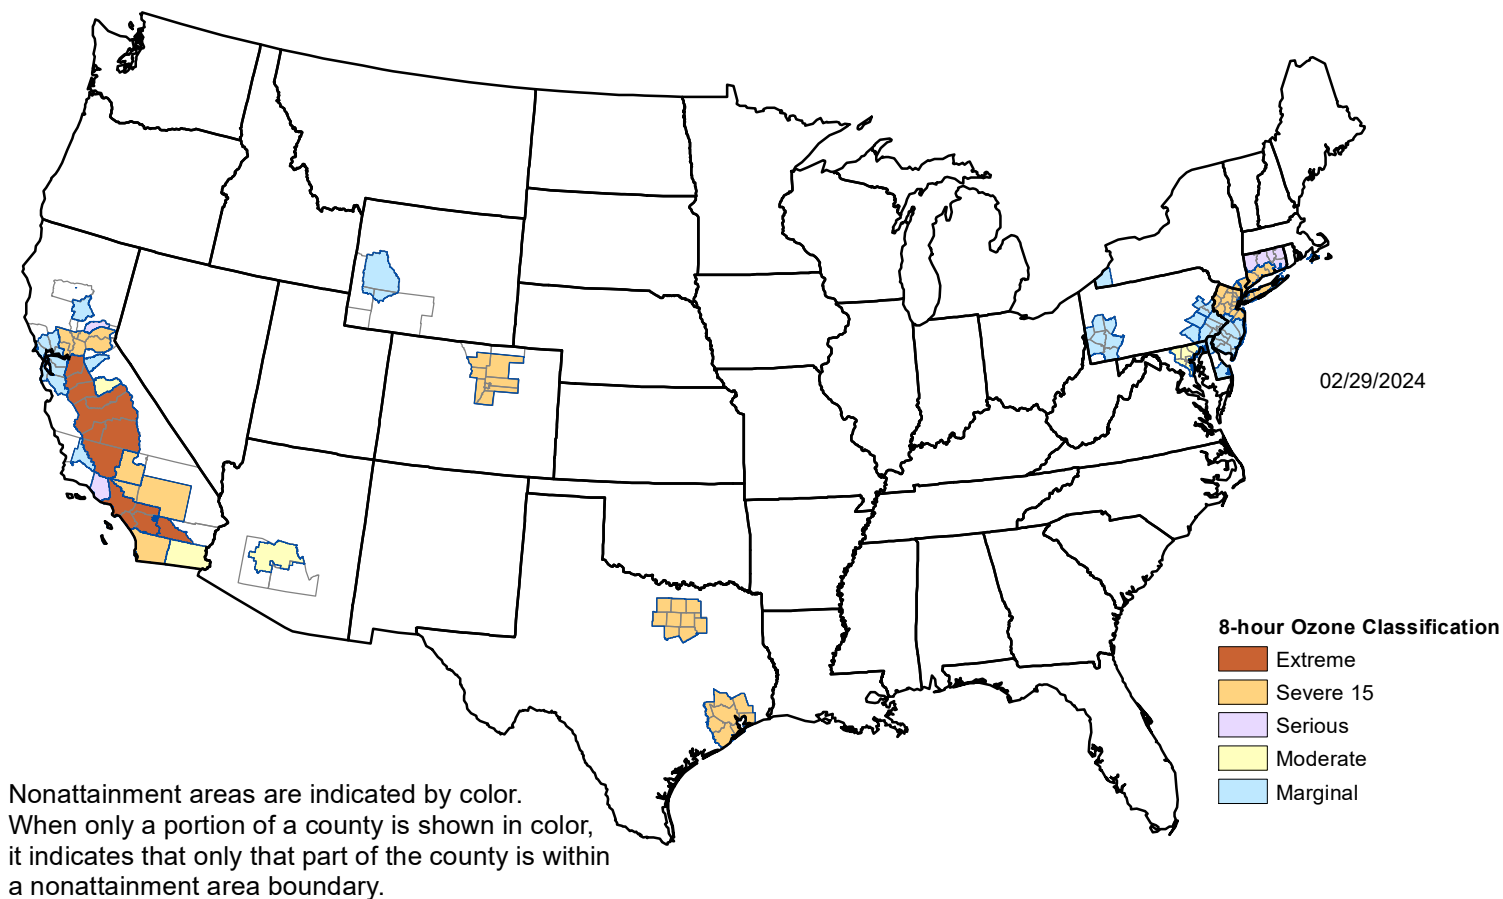 02/29/2024
8-hour Ozone Classification
Extreme
Severe 15
Serious
Moderate
Marginal
Nonattainment areas are indicated by color.
When only a portion of a county is shown in color,
it indicates that only that part of the county is within
a nonattainment area boundary.